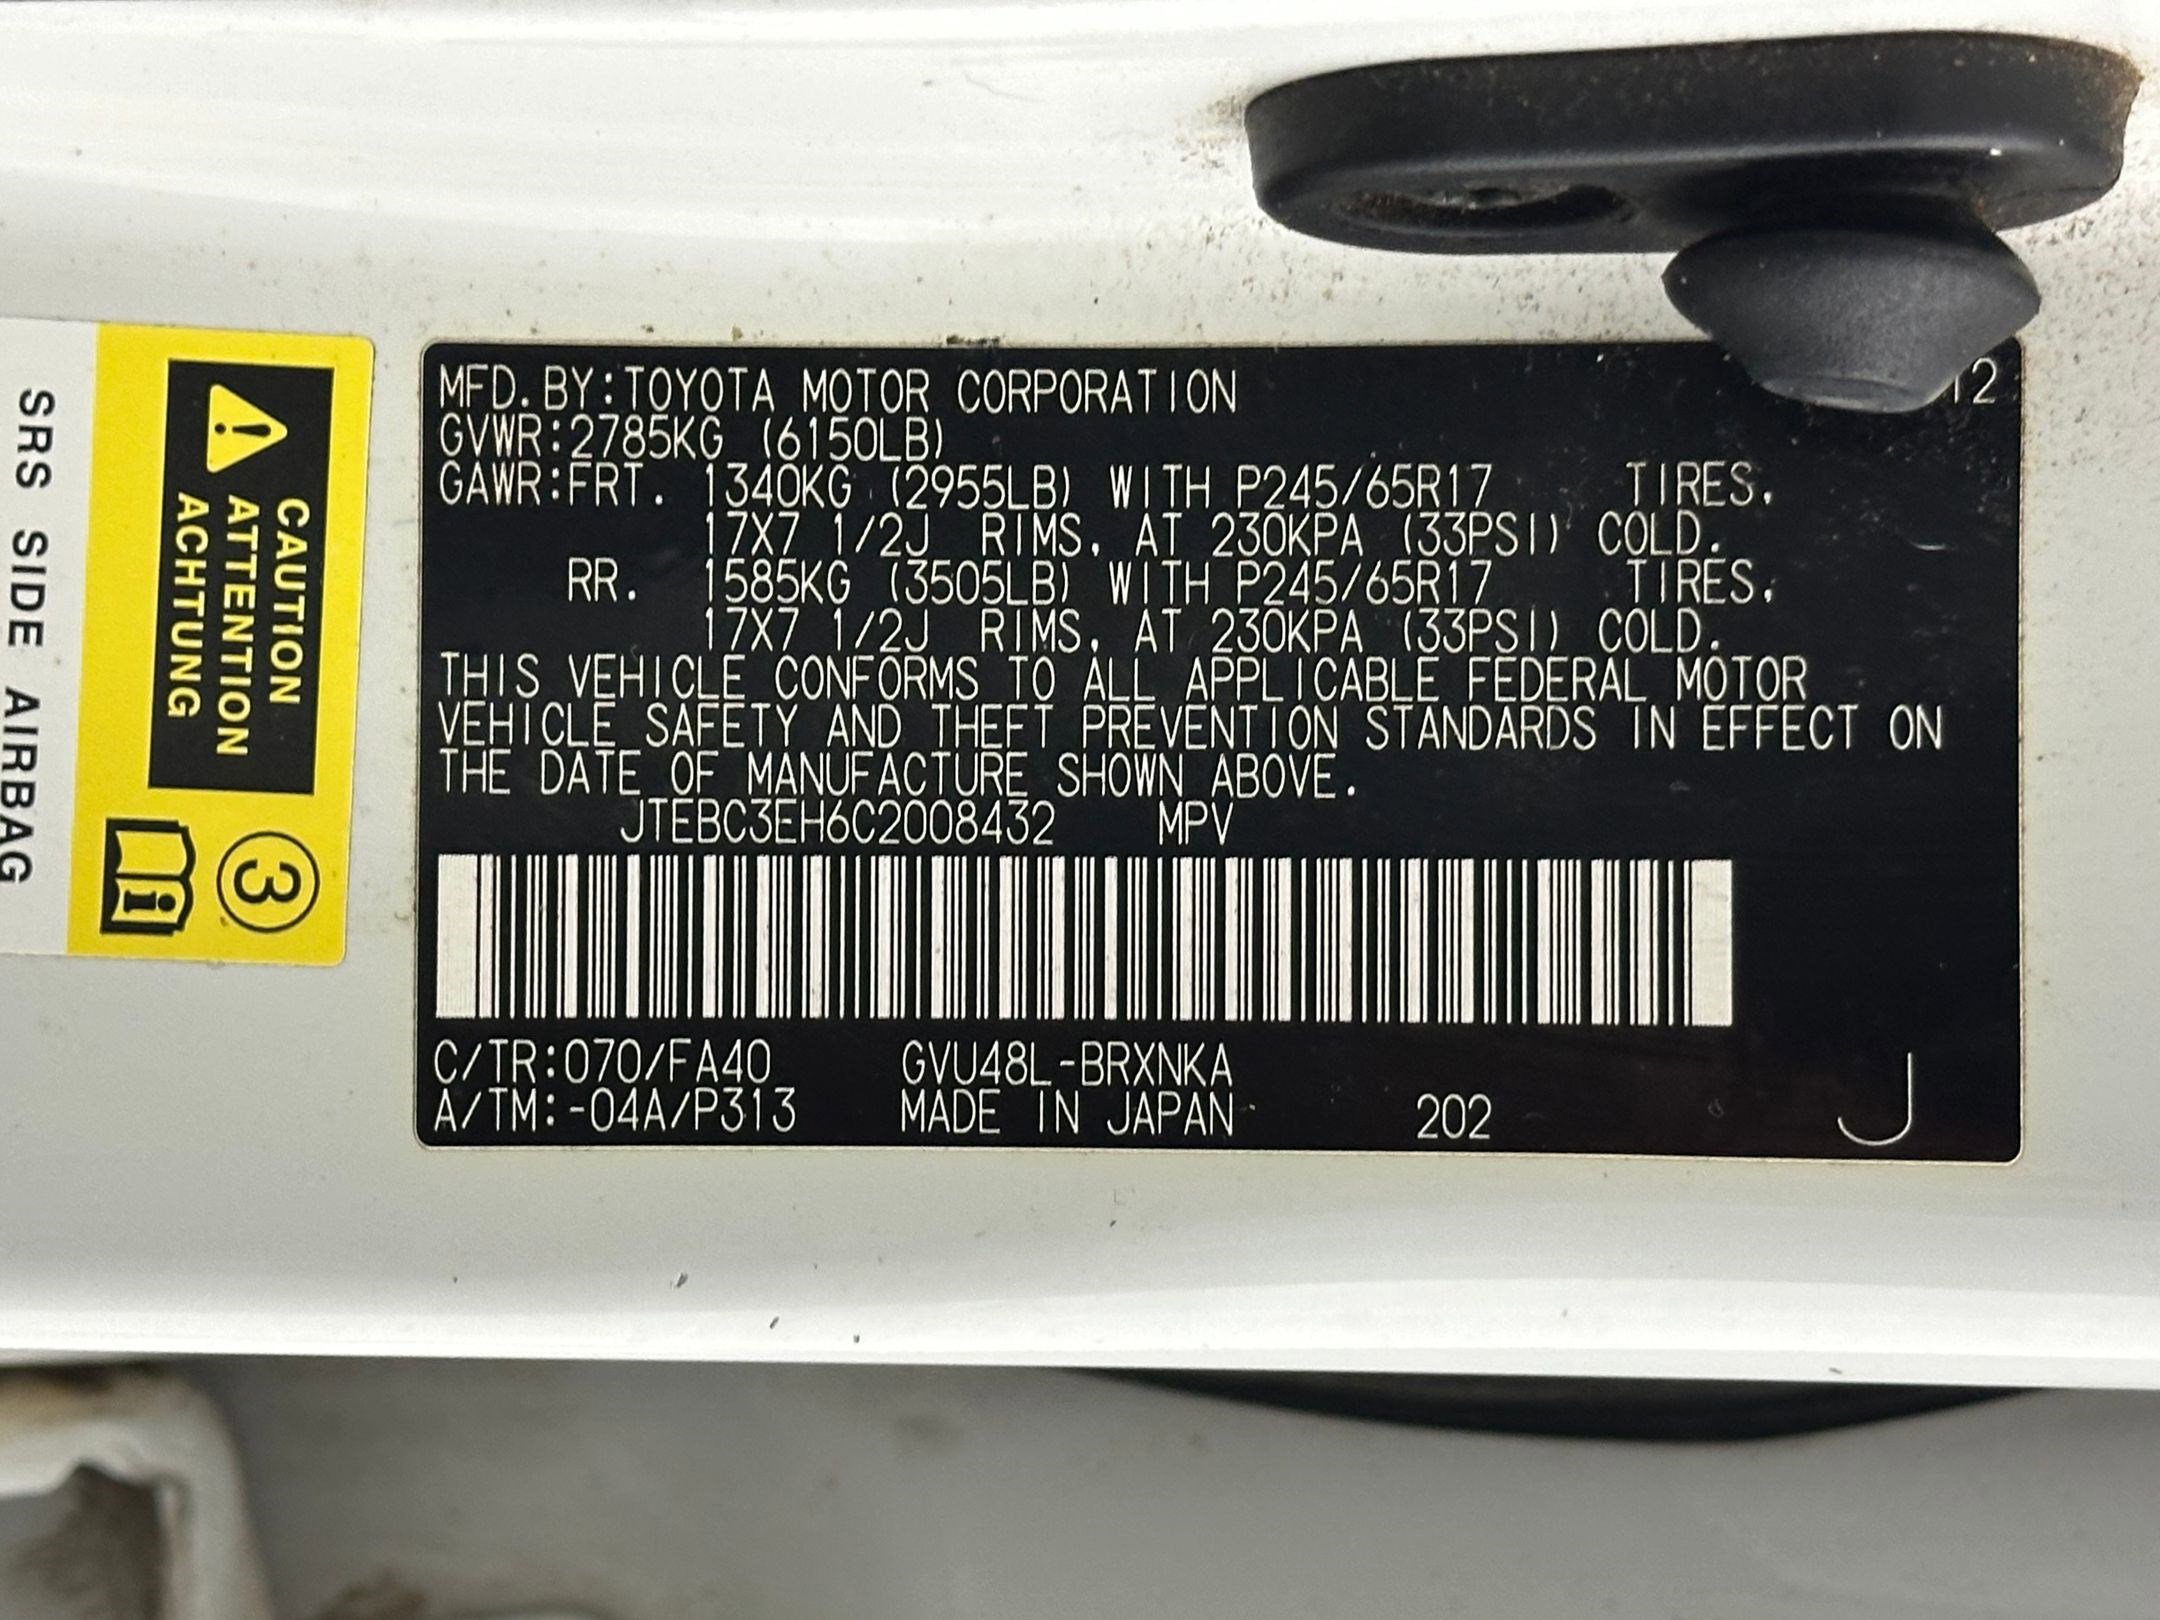 MFD.BY:TOYOTA MOTOR CORPORATION 12
GVWR:2785KG (6150LB)
GAWR:FRT. 1340KG (2955LB) WITH P245/65R17 TIRES.
17X7 1/2J RIMS, AT 230KPA (33PSI) COLD.
RR. 1585KG (3505LB) WITH P245/65R17 TIRES,
17X7 1/2J RIMS, AT 230KPA (33PSI) COLD.
THIS VEHICLE CONFORMS TO ALL APPLICABLE FEDERAL MOTOR
VEHICLE SAFETY AND THEFT PREVENTION STANDARDS IN EFFECT ON
THE DATE OF MANUFACTURE SHOWN ABOVE.
JTEBC3EH6C2008432 MPV
C/TR:070/FA40 GVU48L-BRXNKA
A/TM:-04A/P313 MADE IN JAPAN 202 J
CAUTION
ATTENTION
ACHTUNG
3
SRS SIDE AIRBAG